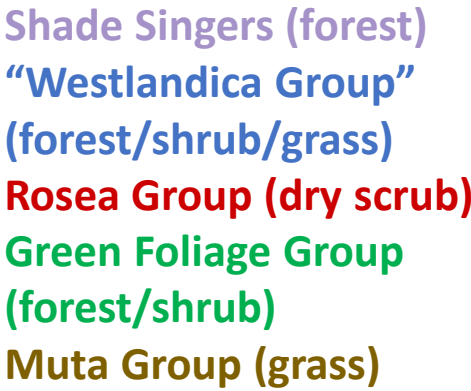 Shade Singers (forest)
“Westlandica Group”
(forest/shrub/grass)
Rosea Group (dry scrub)
Green Foliage Group
(forest/shrub)
Muta Group (grass)